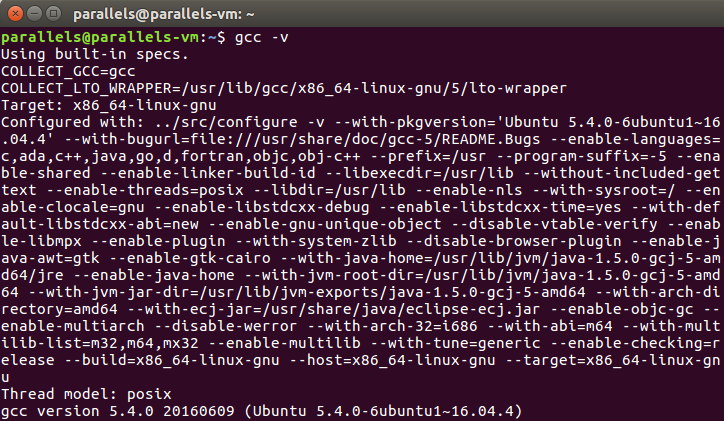 parallels@parallels-vm: ~
parallels@parallels-vm:~$ gcc -v
Using built-in specs.
COLLECT_GCC=gcc
COLLECT_LTO_WRAPPER=/usr/lib/gcc/x86_64-linux-gnu/5/lto-wrapper
Target: x86_64-linux-gnu
Configured with: ../src/configure -v --with-pkgversion='Ubuntu 5.4.0-6ubuntu1~16
.04.4' --with-bugurl=file:///usr/share/doc/gcc-5/README.Bugs --enable-languages=
c,ada,c++,java,go,d,fortran,objc,obj-c++ --prefix=/usr --program-suffix=-5 --ena
ble-shared --enable-linker-build-id --libexecdir=/usr/lib --without-included-get
text --enable-threads=posix --libdir=/usr/lib --enable-nls --with-sysroot=/ --en
able-clocale=gnu --enable-libstdcxx-debug --enable-libstdcxx-time=yes --with-def
ault-libstdcxx-abi=new --enable-gnu-unique-object --disable-vtable-verify --enab
le-libmpx --enable-plugin --with-system-zlib --disable-browser-plugin --enable-j
ava-awt=gtk --enable-gtk-cairo --with-java-home=/usr/lib/jvm/java-1.5.0-gcj-5-am
d64/jre --enable-java-home --with-jvm-root-dir=/usr/lib/jvm/java-1.5.0-gcj-5-amd
64 --with-jvm-jar-dir=/usr/lib/jvm-exports/java-1.5.0-gcj-5-amd64 --with-arch-di
rectory=amd64 --with-ecj-jar=/usr/share/java/eclipse-ecj.jar --enable-objc-gc --
enable-multiarch --disable-werror --with-arch-32=i686 --with-abi=m64 --with-mult
ilib-list=m32,m64,mx32 --enable-multilib --with-tune=generic --enable-checking=r
elease --build=x86_64-linux-gnu --host=x86_64-linux-gnu --target=x86_64-linux-gn
u
Thread model: posix
gcc version 5.4.0 20160609 (Ubuntu 5.4.0-6ubuntu1~16.04.4)